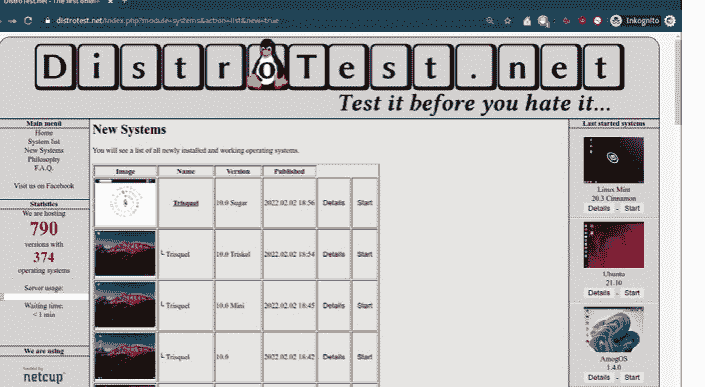 DistroTest.net - The first onlin
distrotest.net/index.php?module=systems&action=list&new=true
Inkognito
DistroTest.net
Test it before you hate it...
Main menü
Home
System list
New Systems
Philosophy
F.A.Q.
Visit us on Facebook
Statistics
We are hosting
790
versions with
374
operating systems
Server usage:
Waiting time:
< 1 min
We are using
netcup
New Systems
You will see a list of all newly installed and working operating systems.
Image Name Version Published
Trisquel 10.0 Sugar 2022.02.02 18:56 Details Start
└ Trisquel 10.0 Triskel 2022.02.02 18:54 Details Start
└ Trisquel 10.0 Mini 2022.02.02 18:45 Details Start
└ Trisquel 10.0 2022.02.02 18:42 Details Start
Last started systems
Linux Mint
20.3 Cinnamon
Details - Start
Ubuntu
21.10
Details - Start
AmogOS
1.4.0
Details - Start